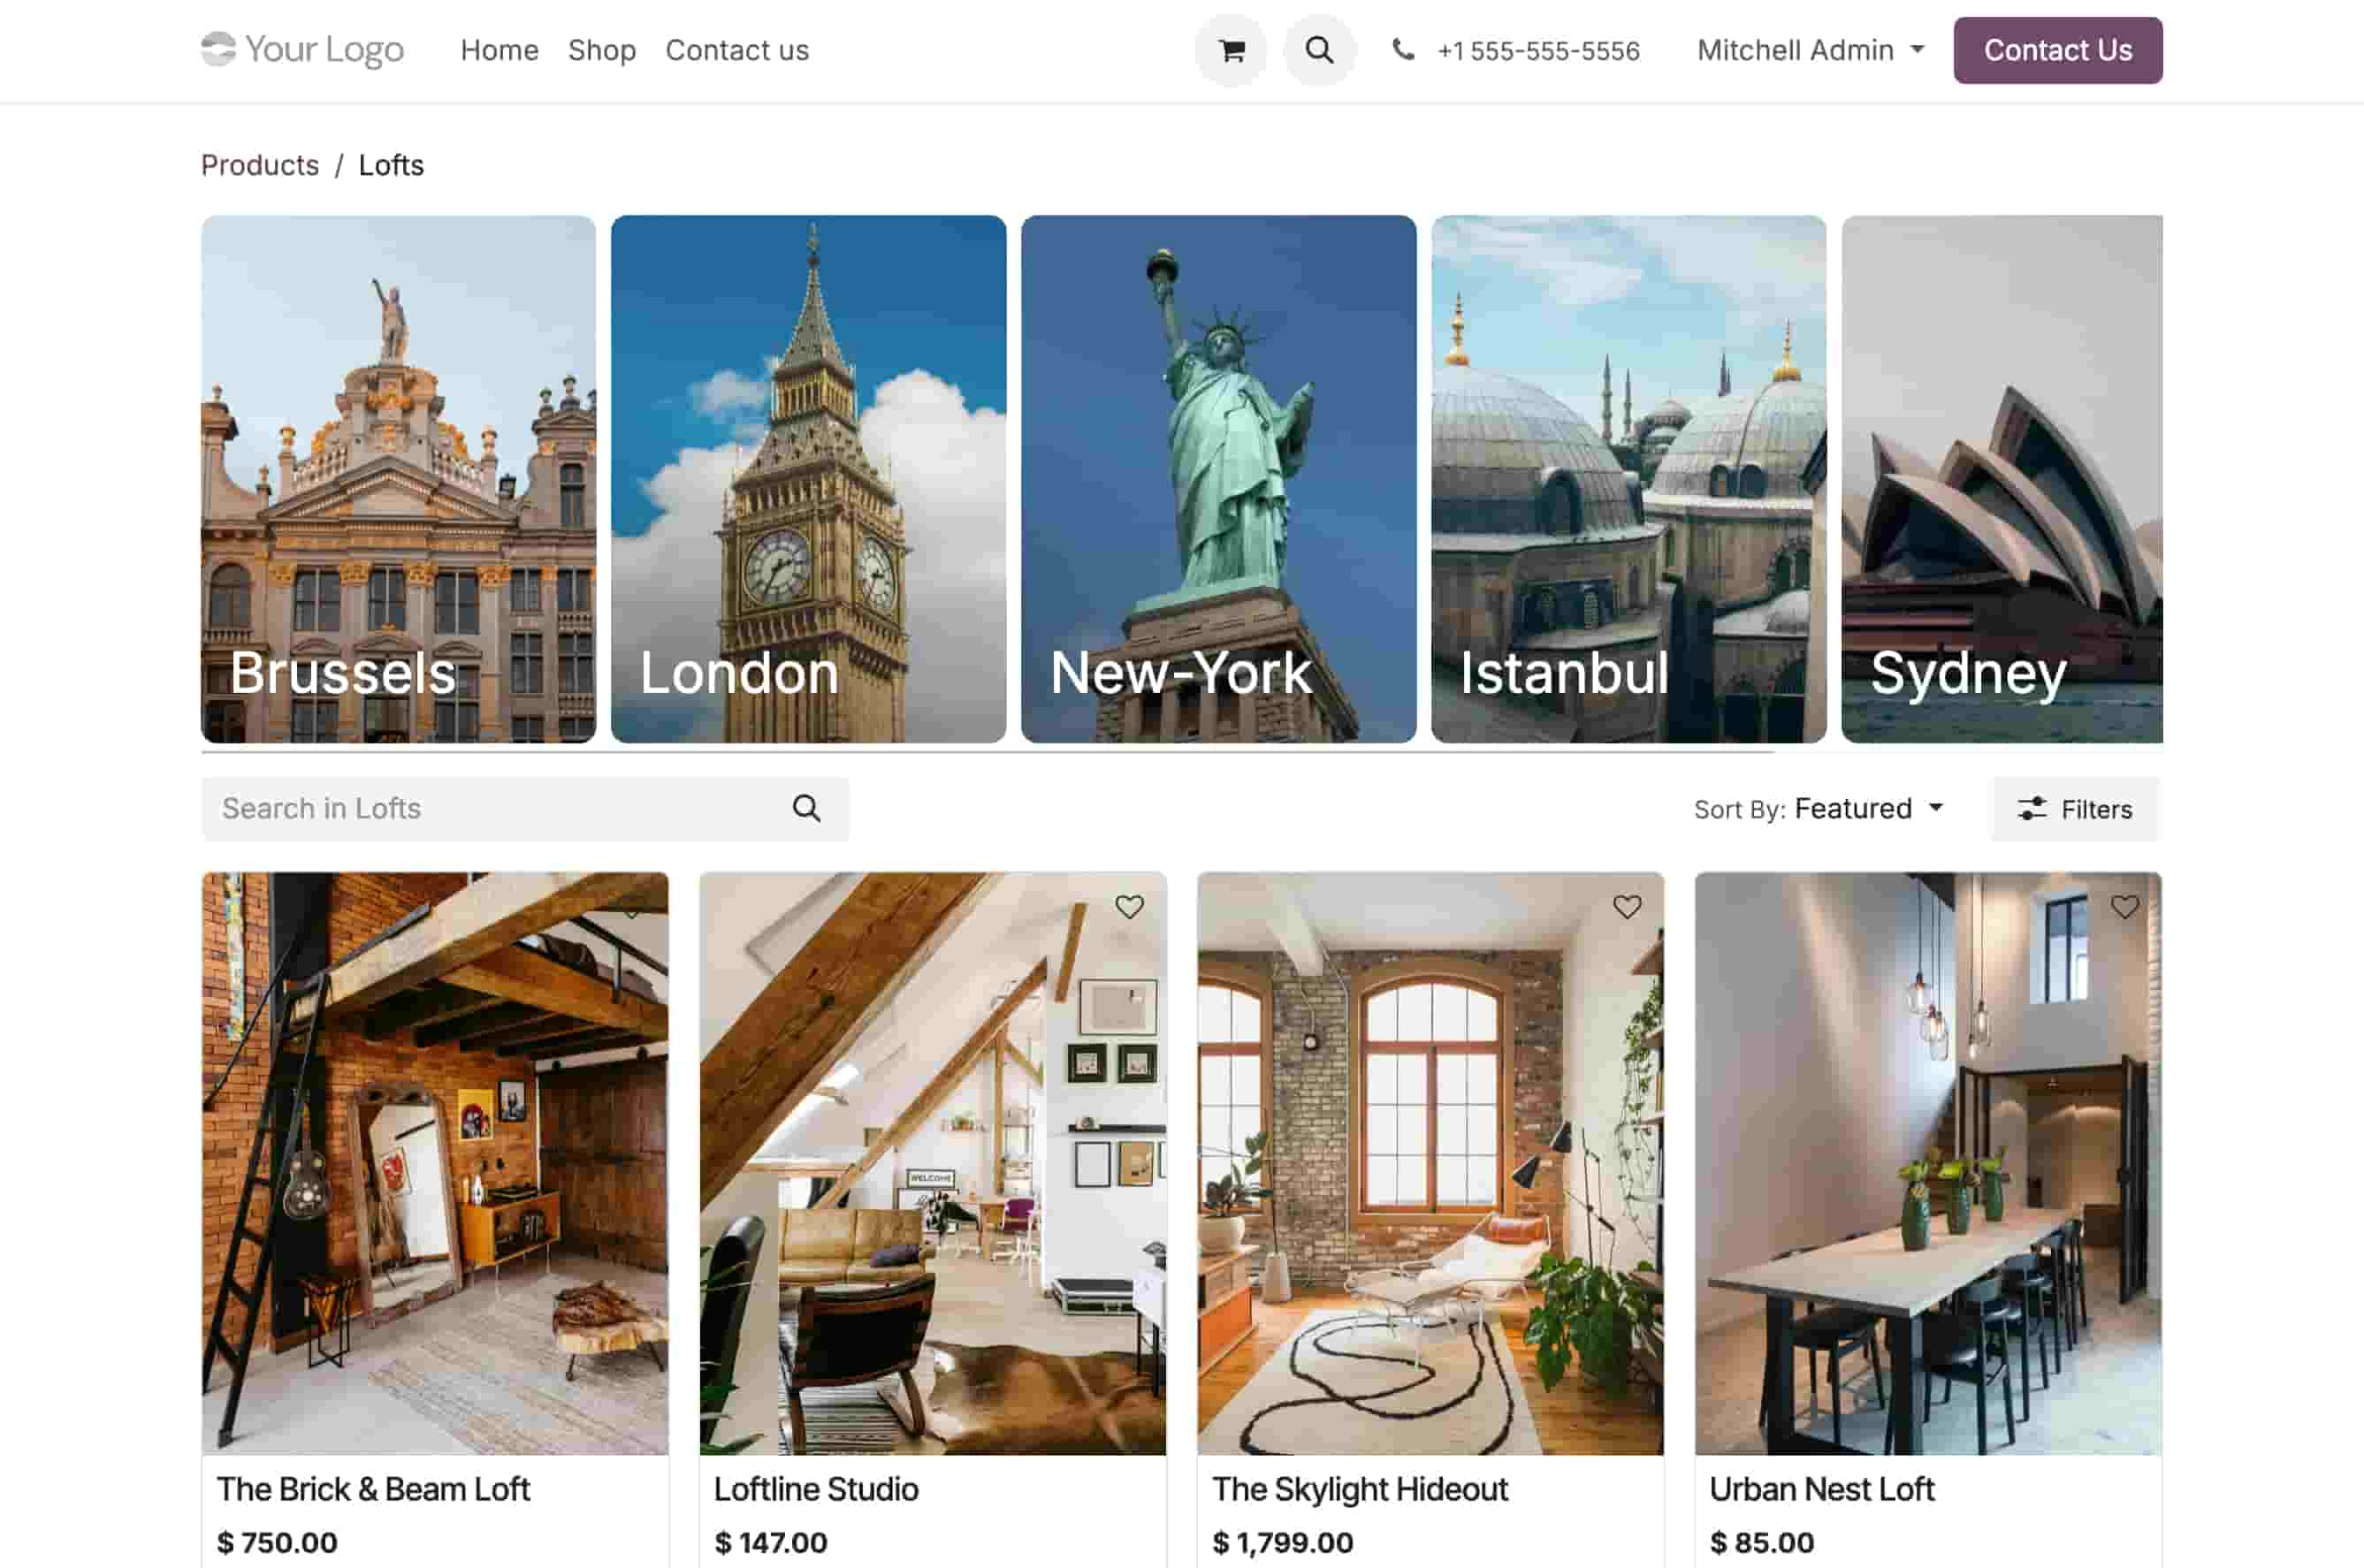 Your Logo Home Shop Contact us +1 555-555-5556 Mitchell Admin Contact Us
Products / Lofts
Brussels London New-York Istanbul Sydney
Search in Lofts Sort By: Featured Filters
WELCOME
The Brick & Beam Loft Loftline Studio The Skylight Hideout Urban Nest Loft
$ 750.00 $ 147.00 $ 1,799.00 $ 85.00